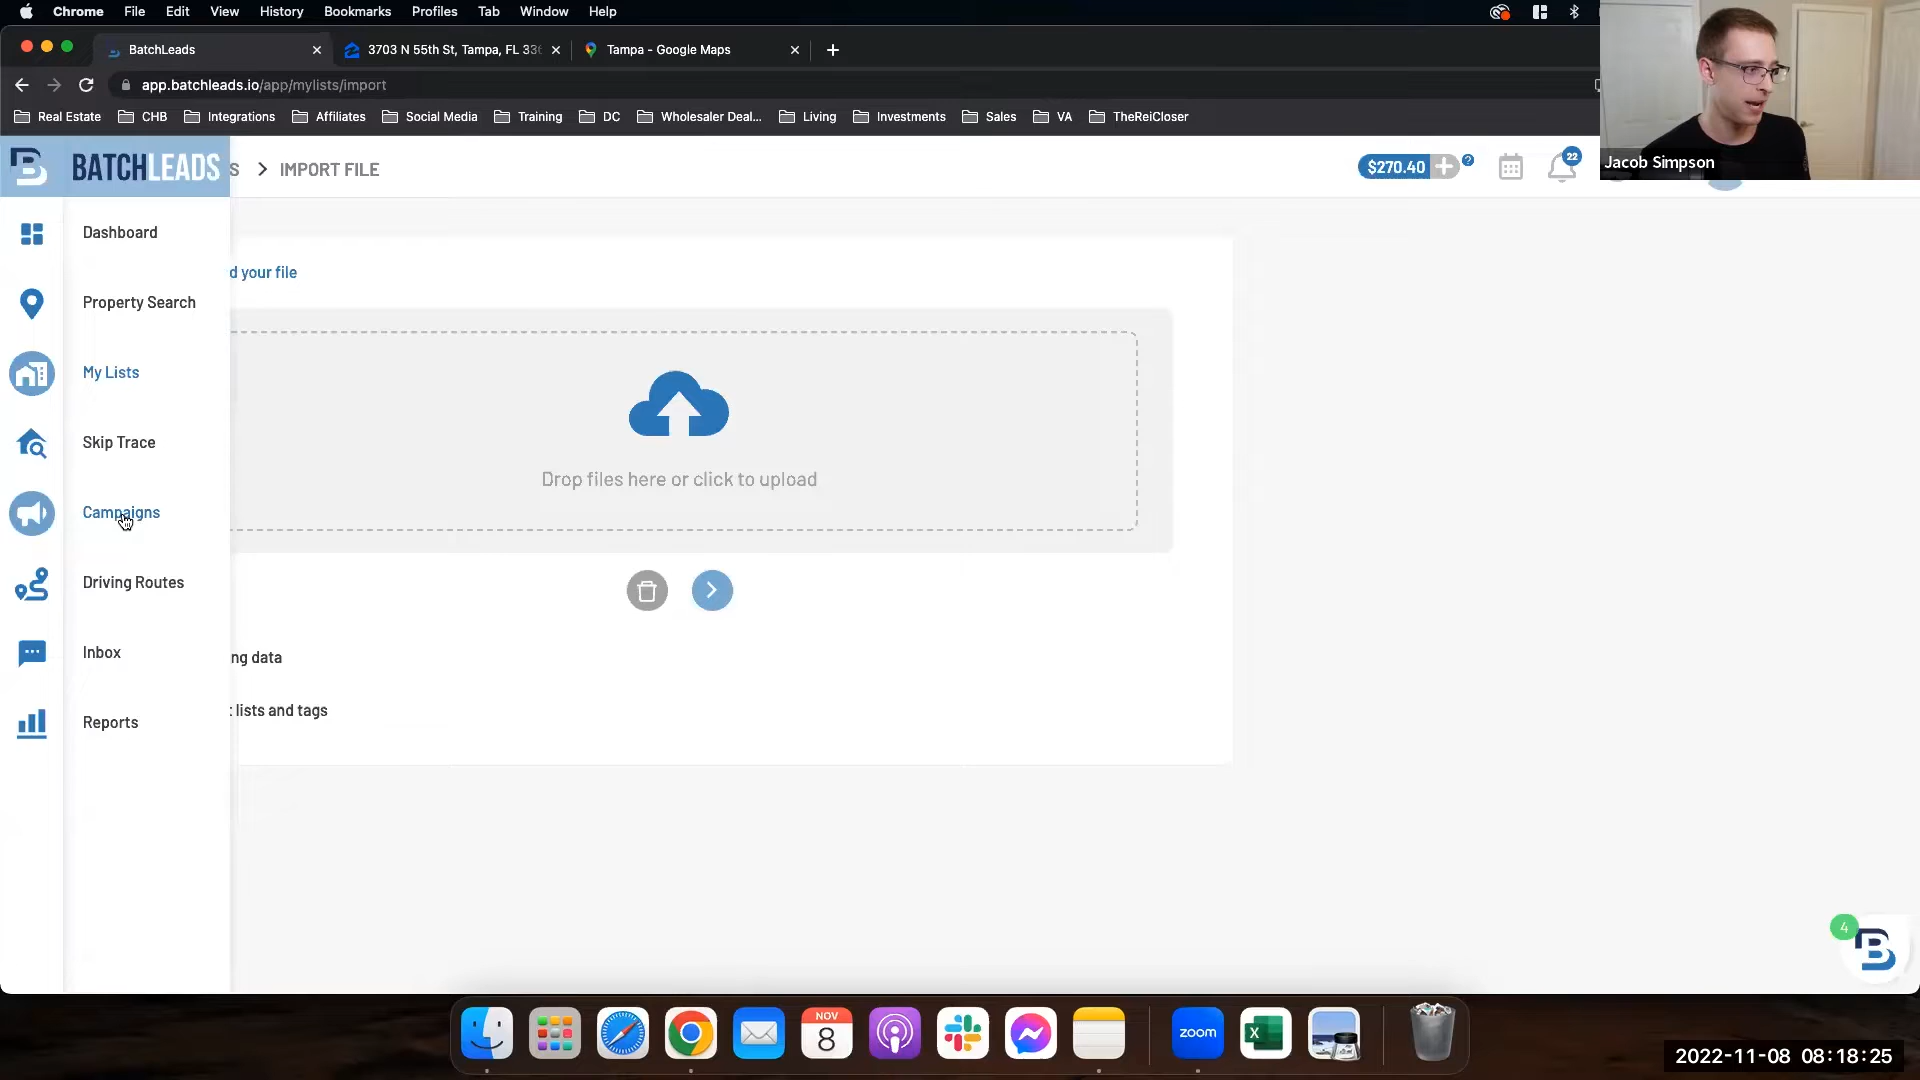 Chrome File Edit View History Bookmarks Profiles Tab Window Help
BatchLeads
3703 N 55th St, Tampa, FL 336
Tampa - Google Maps
app.batchleads.io/app/mylists/import
Real Estate CHB Integrations Affiliates Social Media Training DC Wholesaler Deal... Living Investments Sales VA TheReiCloser
Jacob Simpson
BATCHLEADS
S > IMPORT FILE
$270.40
?
22
Dashboard
d your file
Property Search
My Lists
Skip Trace
Drop files here or click to upload
Campaigns
Driving Routes
Inbox
ng data
t lists and tags
Reports
4
NOV
8
zoom
2022-11-08 08:18:25